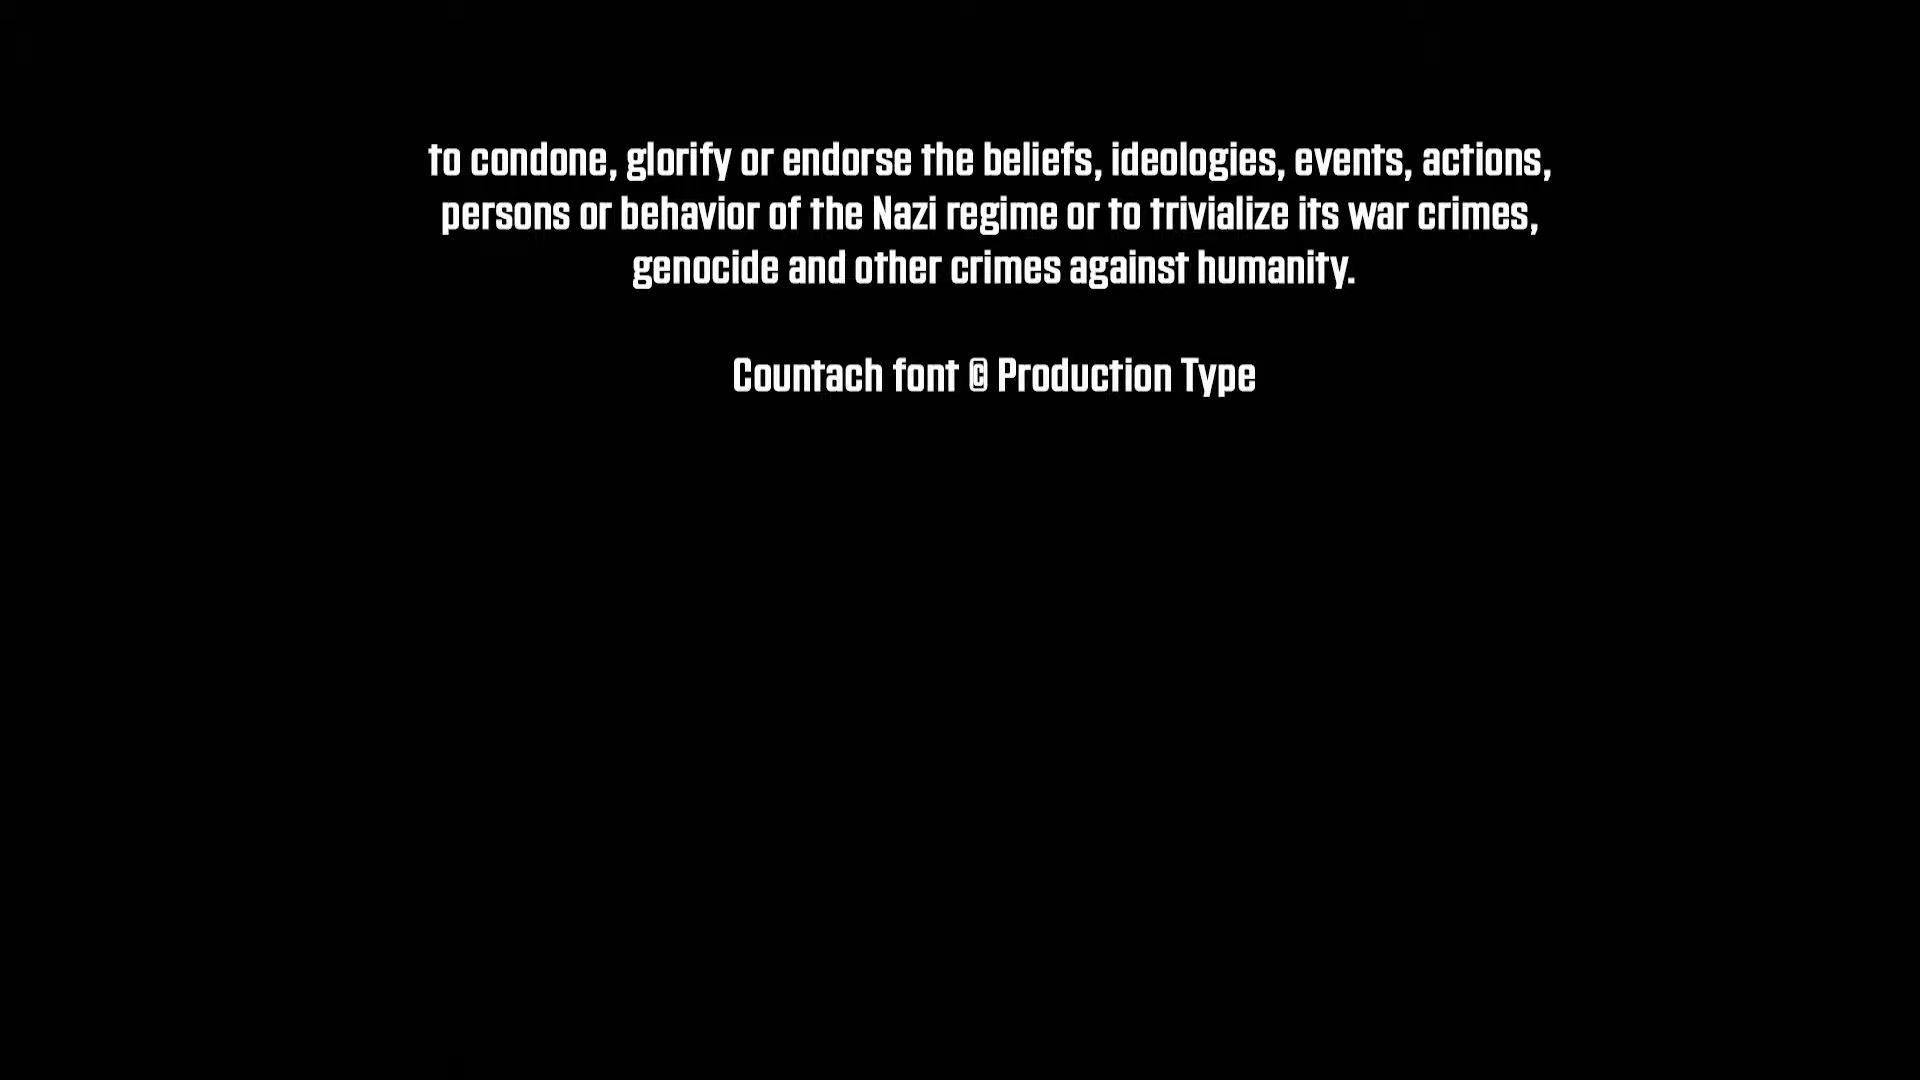 to condone, glorify or endorse the beliefs, ideologies, events, actions,
persons or behavior of the Nazi regime or to trivialize its war crimes,
genocide and other crimes against humanity.
Countach font © Production Type